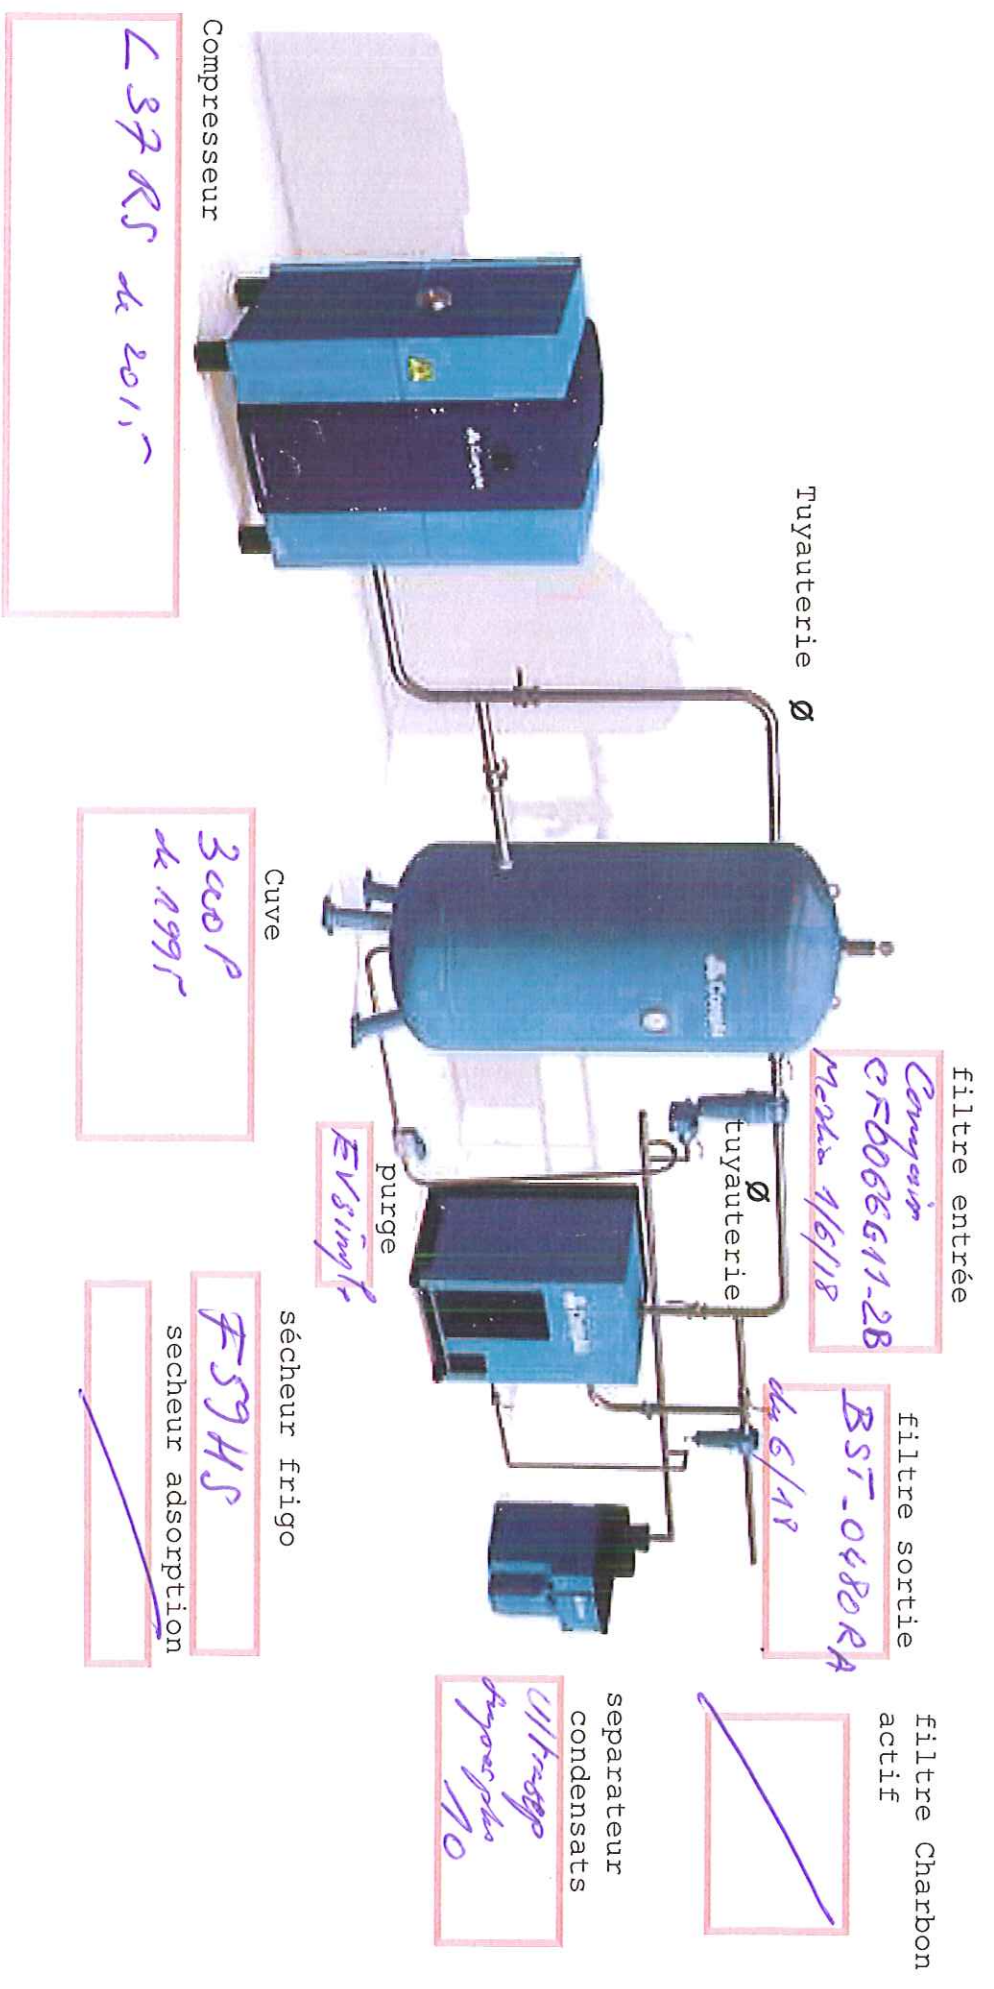 filtre entrée
Compair
CF0066G11-2B
1/6/18
filtre sortie
BST-0480RA
du 6/18
filtre Charbon
actif
Tuyauterie Ø
Ø
tuyauterie
separateur
condensats
Ultrasep
10
purge
EV simple
Compresseur
L37RS de 2015
Cuve
3000 l
de 1995
sécheur frigo
F59HS
secheur adsorption